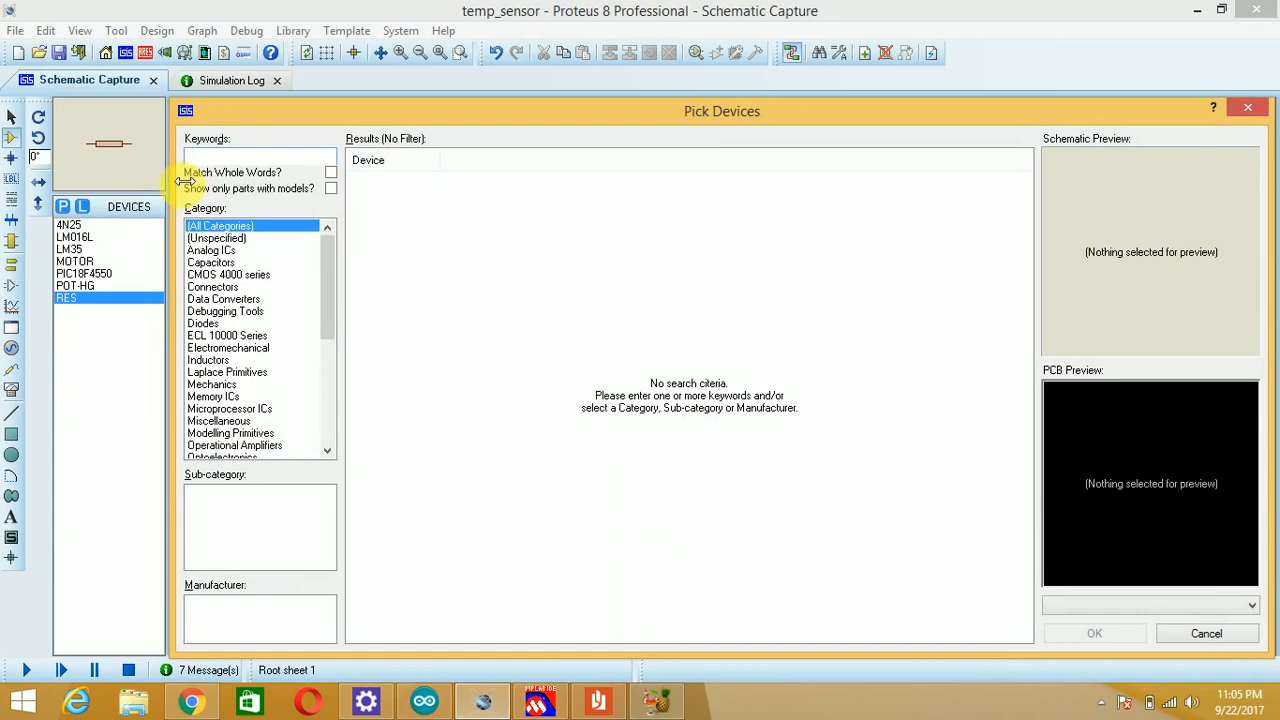 temp_sensor - Proteus 8 Professional - Schematic Capture
File Edit View Tool Design Graph Debug Library Template System Help
Schematic Capture Simulation Log
Pick Devices
Keywords:
Match Whole Words?
Show only parts with models?
Category:
(All Categories)
(Unspecified)
Analog ICs
Capacitors
CMOS 4000 series
Connectors
Data Converters
Debugging Tools
Diodes
ECL 10000 Series
Electromechanical
Inductors
Laplace Primitives
Mechanics
Memory ICs
Microprocessor ICs
Miscellaneous
Modelling Primitives
Operational Amplifiers
Optoelectronics
Sub-category:
Manufacturer:
Results (No Filter):
Device
No search citeria.
Please enter one or more keywords and/or
select a Category, Sub-category or Manufacturer.
Schematic Preview:
(Nothing selected for preview)
PCB Preview:
(Nothing selected for preview)
OK Cancel
0°
LBL
P L DEVICES
4N25
LM016L
LM35
MOTOR
PIC18F4550
POT-HG
RES
7 Message(s) Root sheet 1
MPLABIDE
11:05 PM
9/22/2017